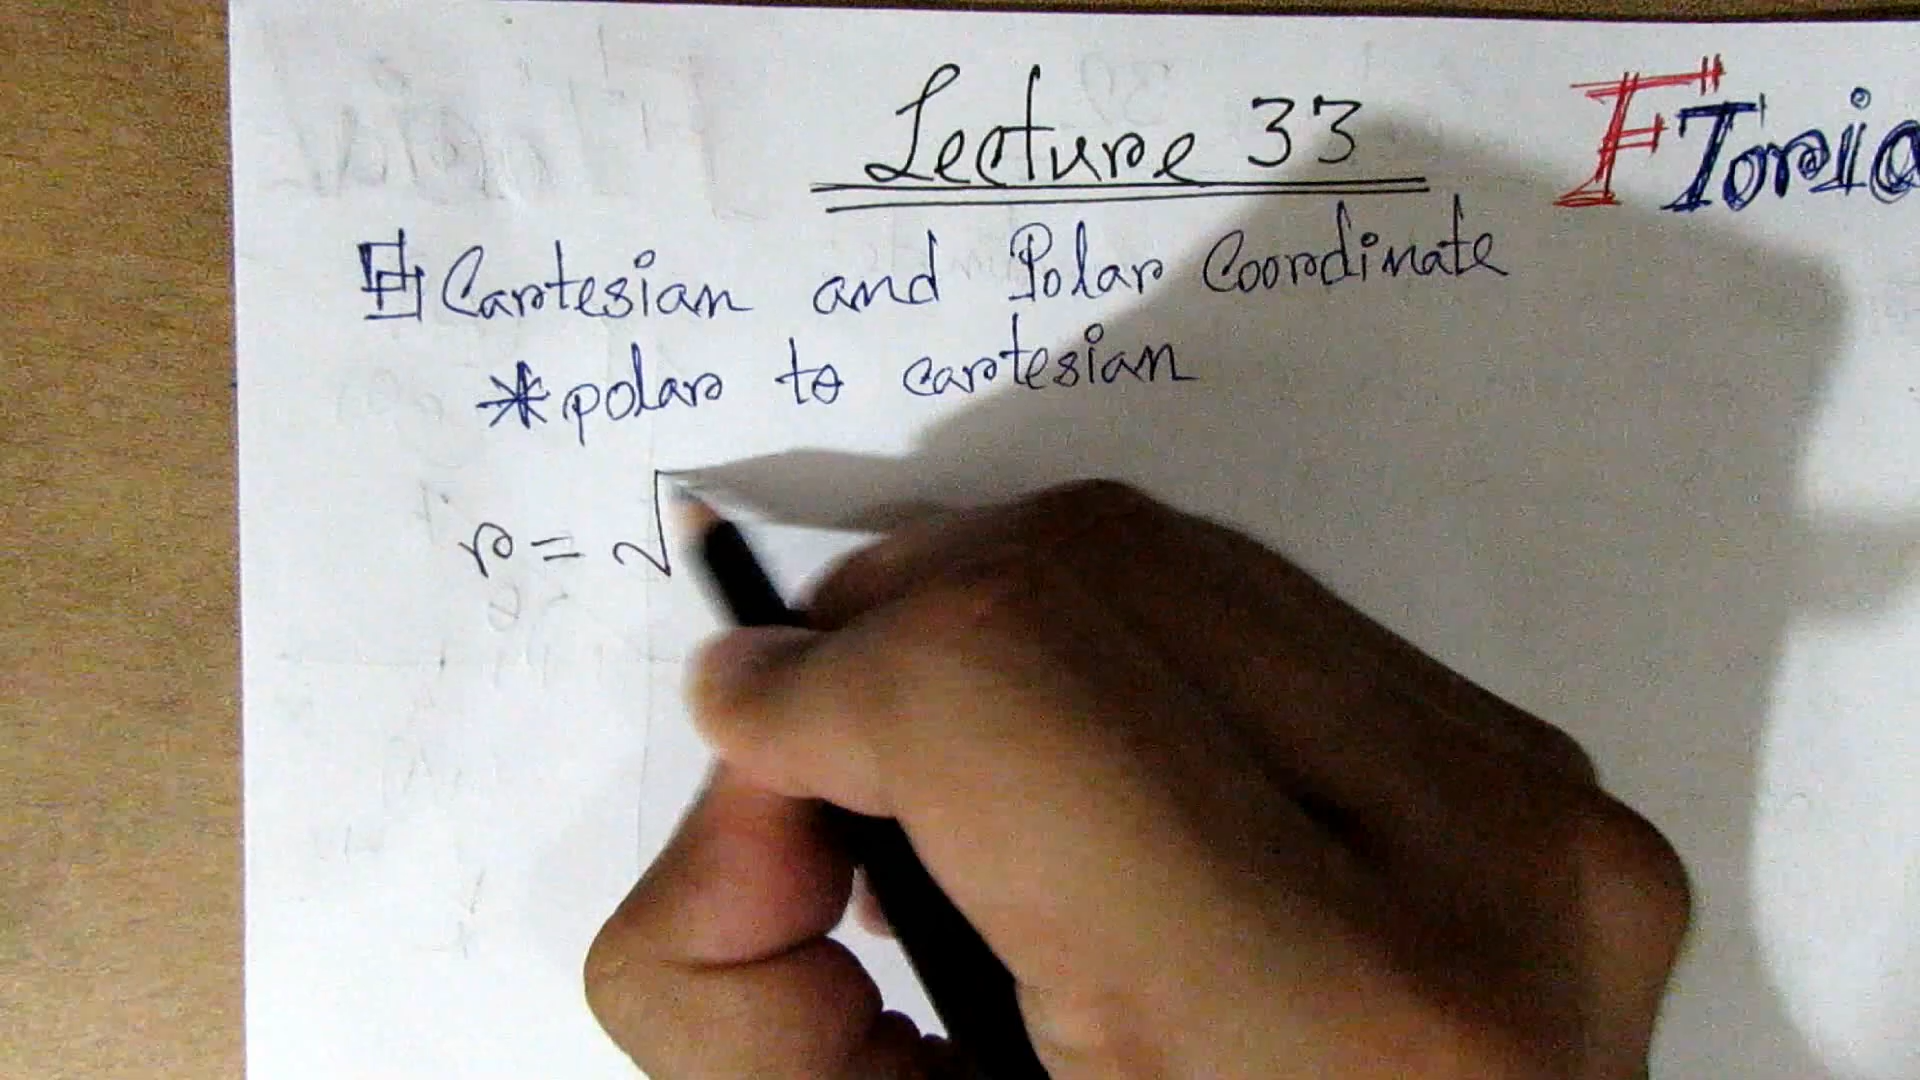 Lecture 33
FToria
Cartesian and Polar Coordinate
* polar to cartesian
r = √